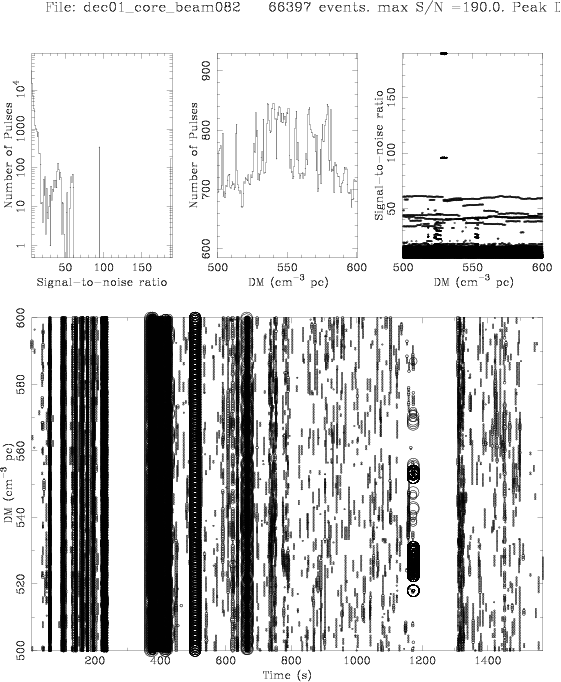 File: dec01_core_beam082 66397 events. max S/N =190.0. Peak D
Number of Pulses
1 10 100 1000 10⁴
50 100 150
Signal−to−noise ratio
Number of Pulses
600 700 800 900
500 550 600
DM (cm⁻³ pc)
Signal−to−noise ratio
50 100 150
500 550 600
DM (cm⁻³ pc)
DM (cm⁻³ pc)
500 520 540 560 580 600
200 400 600 800 1000 1200 1400
Time (s)